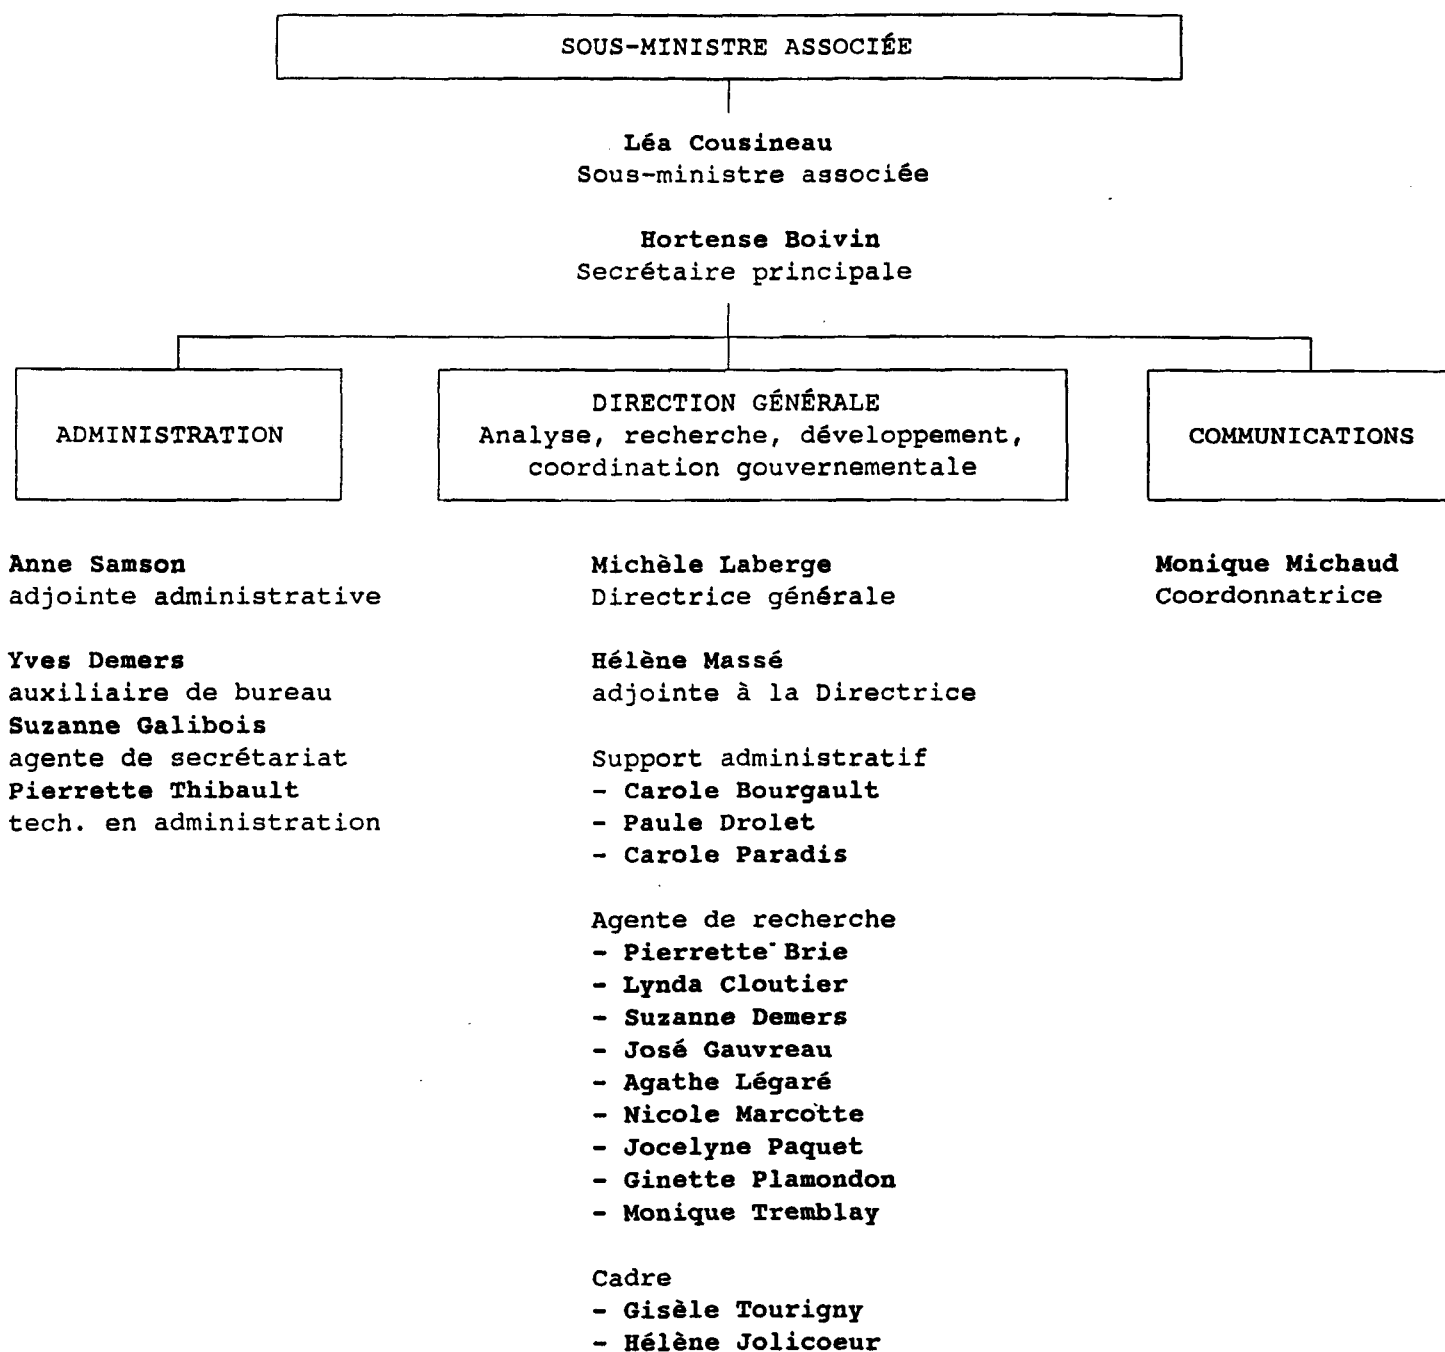 SOUS-MINISTRE ASSOCIÉE
Léa Cousineau
Sous-ministre associée
Hortense Boivin
Secrétaire principale
ADMINISTRATION
Anne Samson
adjointe administrative
Yves Demers
auxiliaire de bureau
Suzanne Galibois
agente de secrétariat
Pierrette Thibault
tech. en administration
DIRECTION GÉNÉRALE
Analyse, recherche, développement,
coordination gouvernementale
Michèle Laberge
Directrice générale
Hélène Massé
adjointe à la Directrice
Support administratif
- Carole Bourgault
- Paule Drolet
- Carole Paradis
Agente de recherche
- Pierrette Brie
- Lynda Cloutier
- Suzanne Demers
- José Gauvreau
- Agathe Légaré
- Nicole Marcotte
- Jocelyne Paquet
- Ginette Plamondon
- Monique Tremblay
Cadre
- Gisèle Tourigny
- Hélène Jolicoeur
COMMUNICATIONS
Monique Michaud
Coordonnatrice